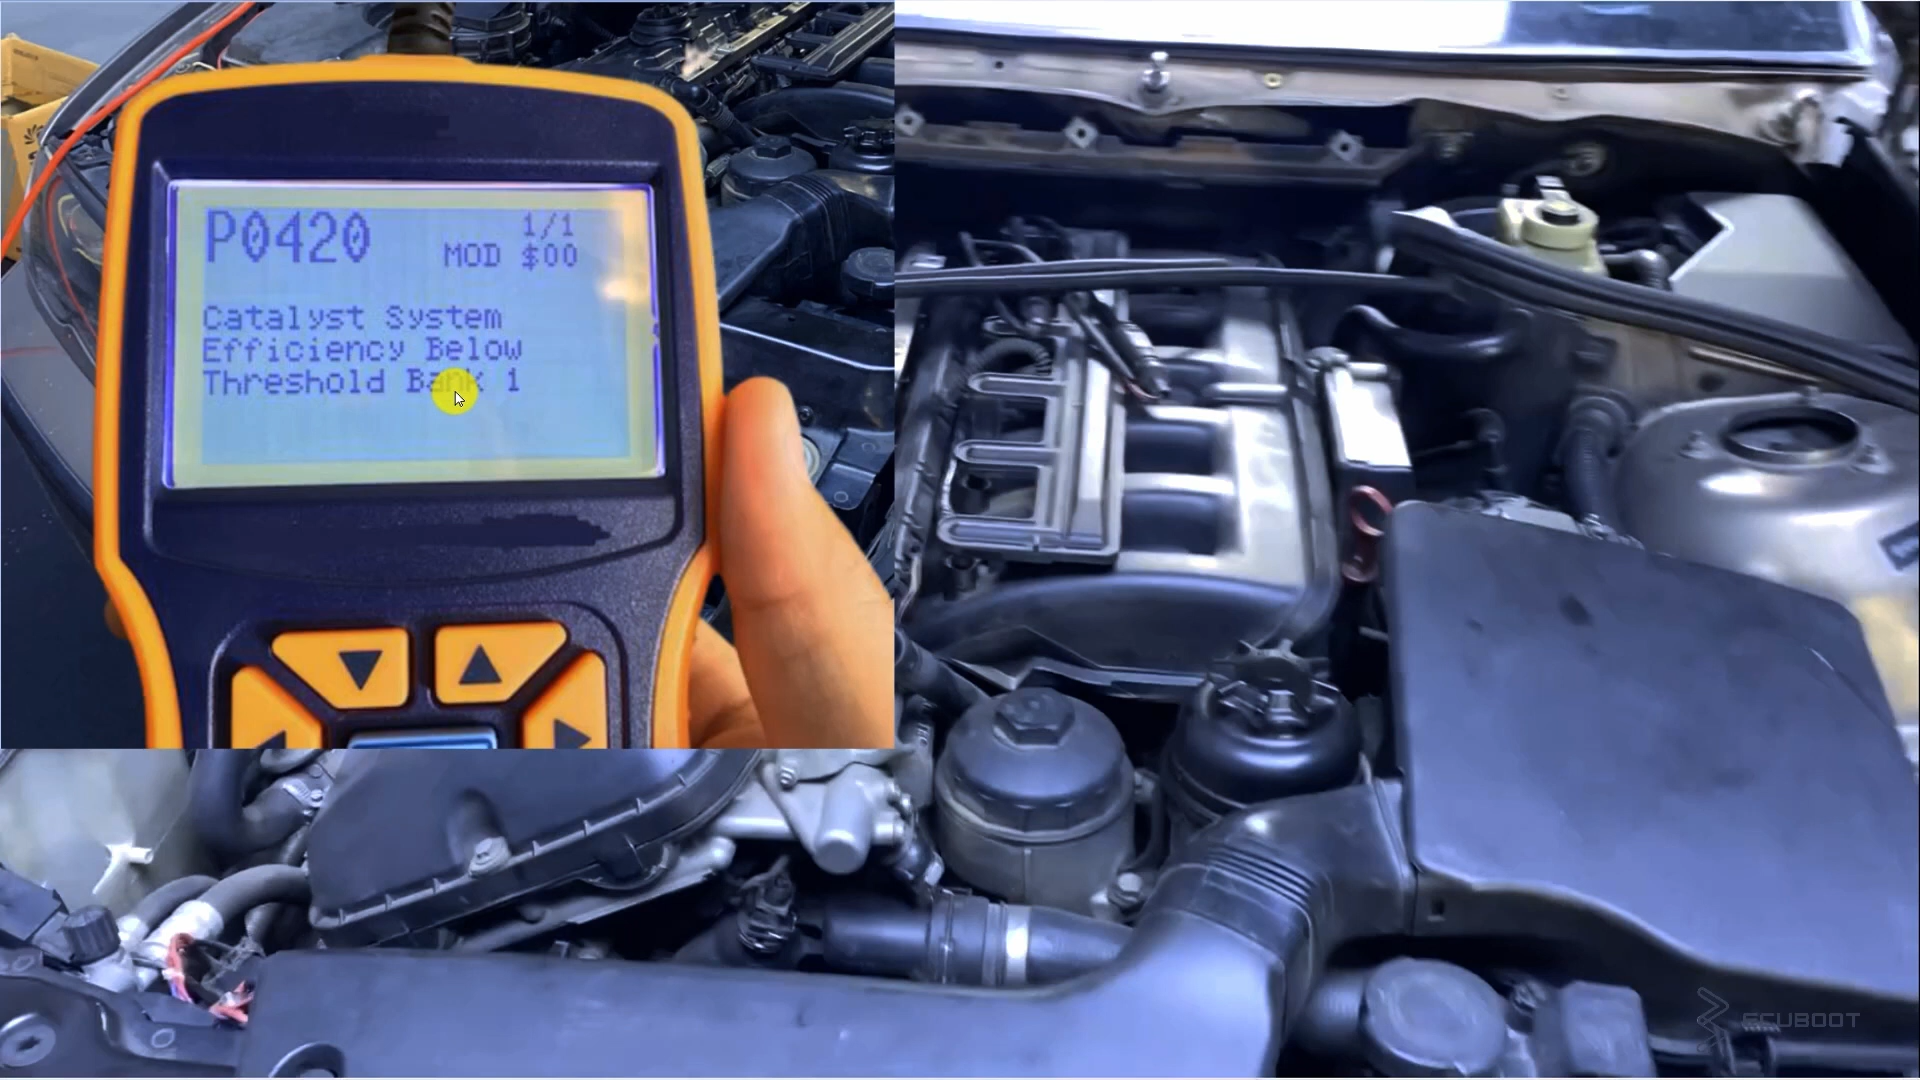 P0420
1/1
MOD $00
Catalyst System
Efficiency Below
Threshold Bank 1
ECUBOOT